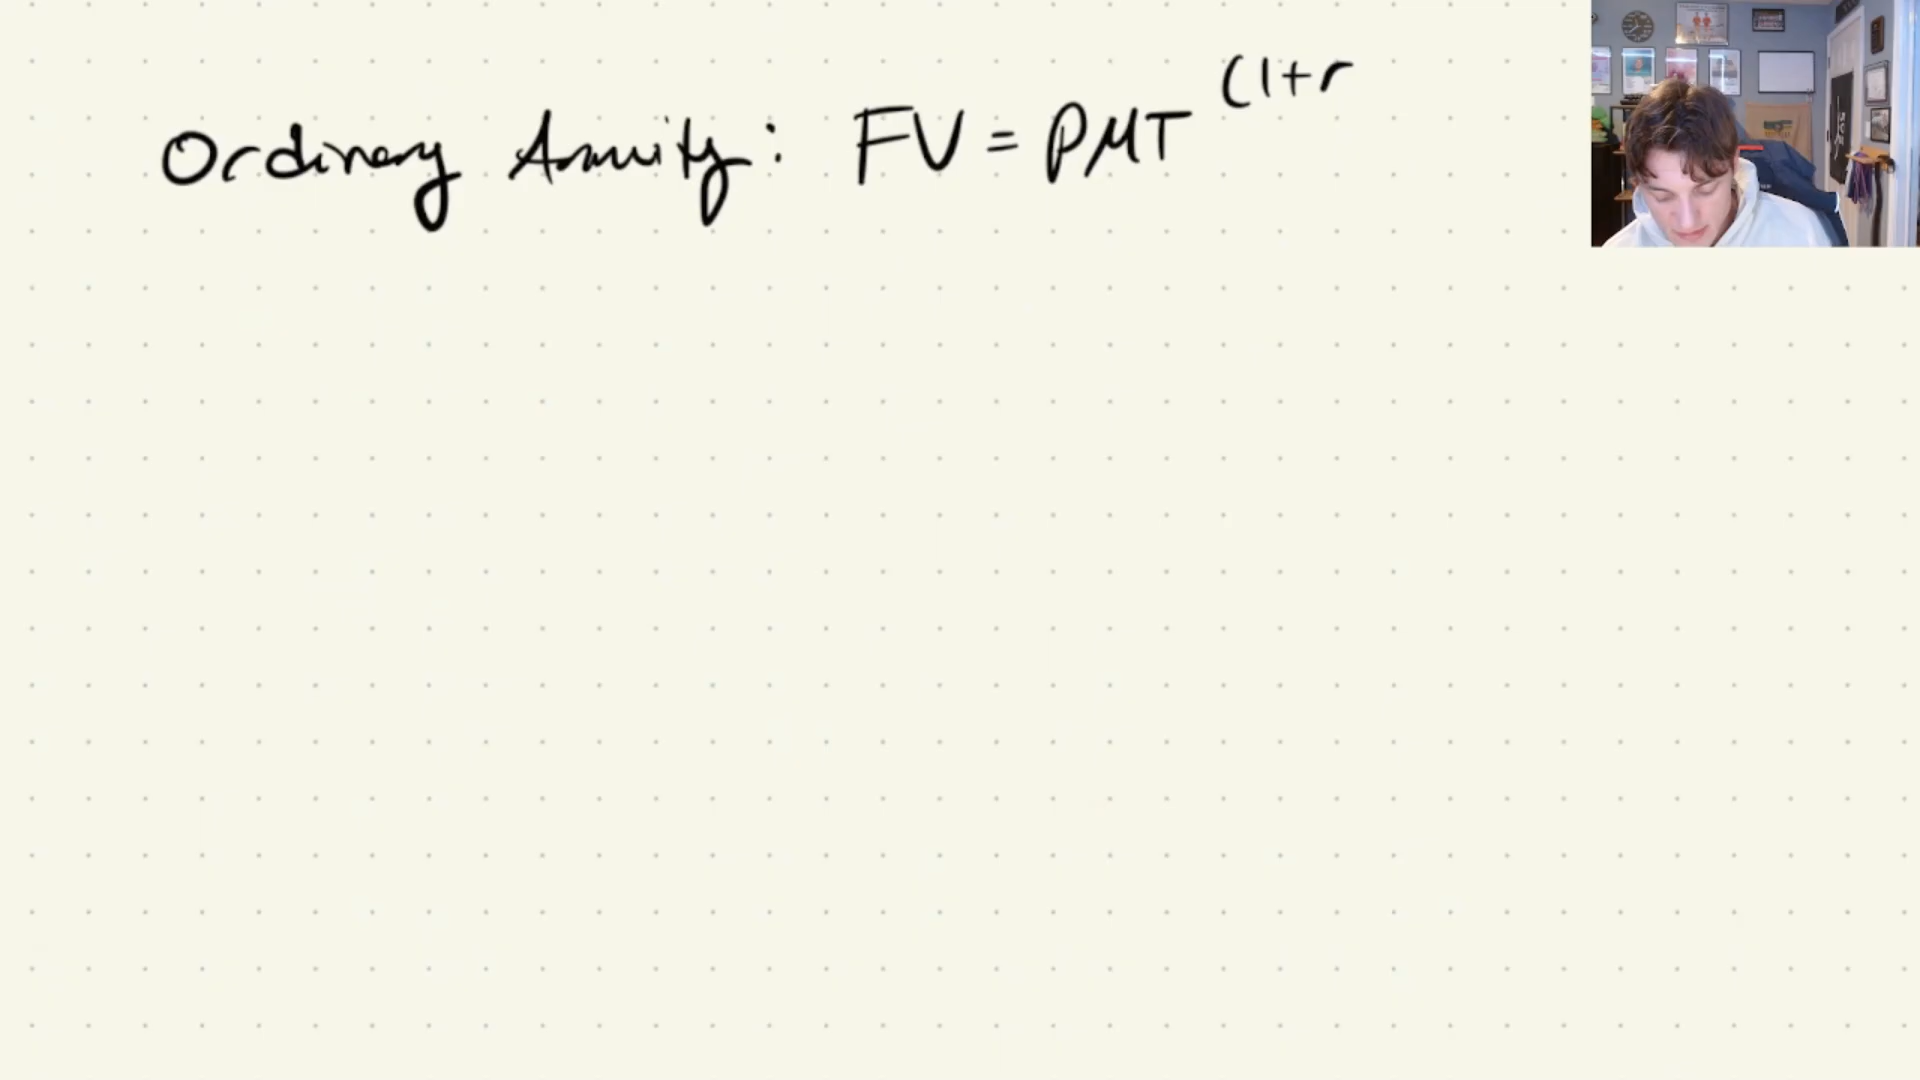 Ordinary Annuity: FV = PMT (1+r